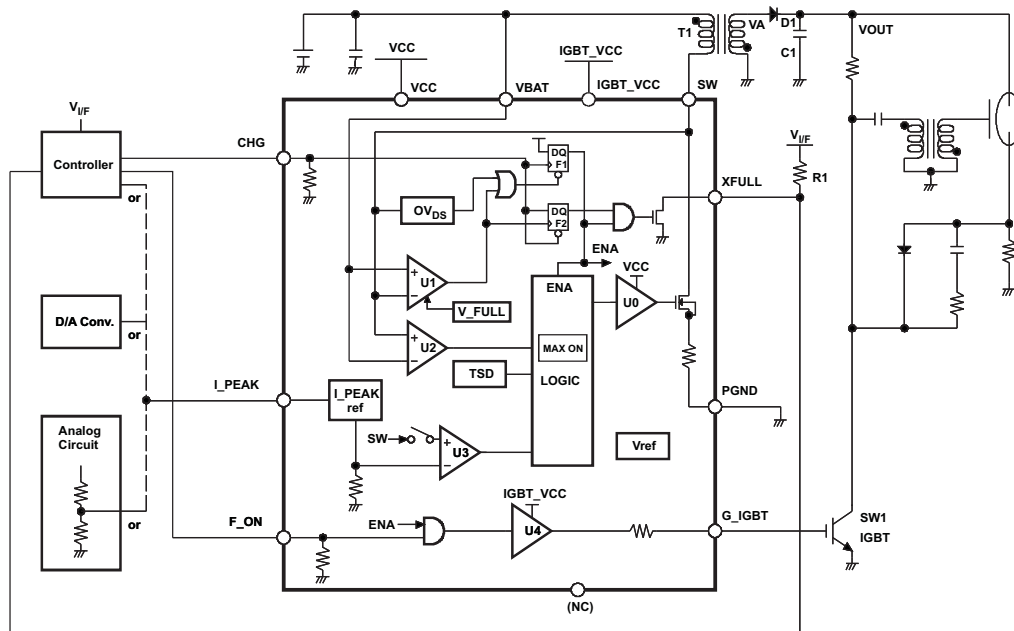 T1
VA
D1
C1
VOUT
VCC
IGBT_VCC
VCC
VBAT
IGBT_VCC
SW
V I/F
Controller
or
CHG
DQ
F1
OV DS
DQ
F2
V I/F
R1
XFULL
ENA
U1
V_FULL
ENA
VCC
U0
D/A Conv.
or
U2
MAX ON
TSD
LOGIC
I_PEAK
I_PEAK
ref
PGND
Analog
Circuit
SW
U3
Vref
or
F_ON
ENA
IGBT_VCC
U4
G_IGBT
SW1
IGBT
(NC)